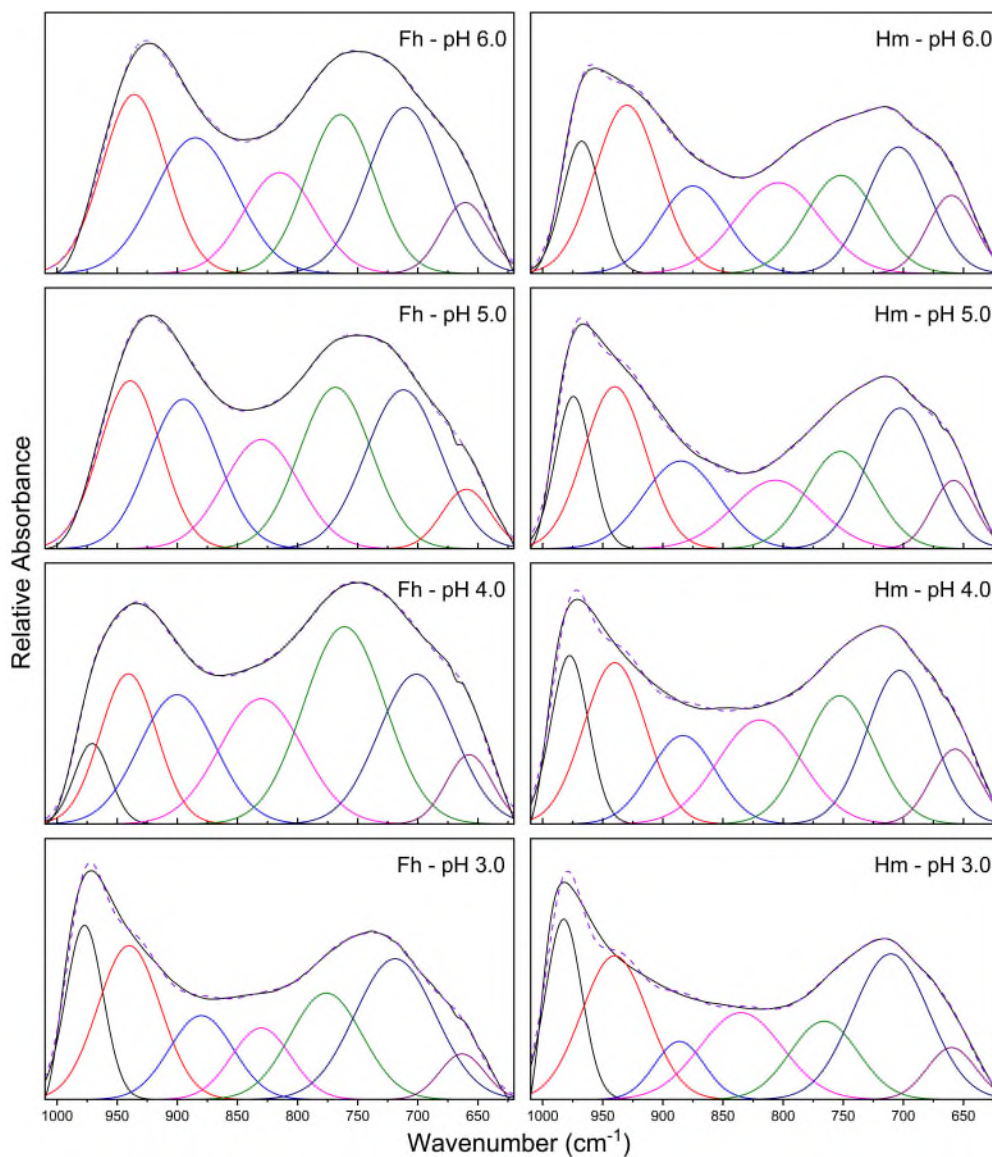 Fh - pH 6.0
Hm - pH 6.0
Fh - pH 5.0
Hm - pH 5.0
Relative Absorbance
Fh - pH 4.0
Hm - pH 4.0
Fh - pH 3.0
Hm - pH 3.0
1000 950 900 850 800 750 700 650
1000 950 900 850 800 750 700 650
Wavenumber (cm⁻¹)